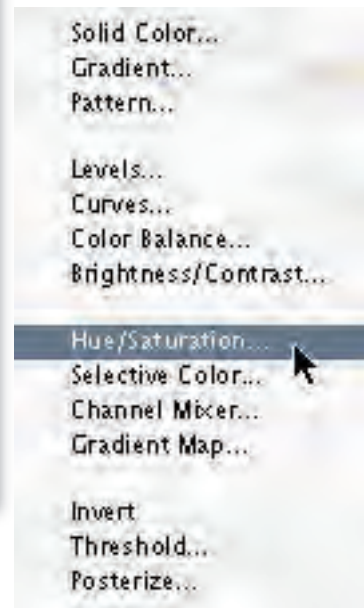 Solid Color...
Gradient...
Pattern...
Levels...
Curves...
Color Balance...
Brightness/Contrast...
Hue/Saturation...
Selective Color...
Channel Mixer...
Gradient Map...
Invert
Threshold...
Posterize...